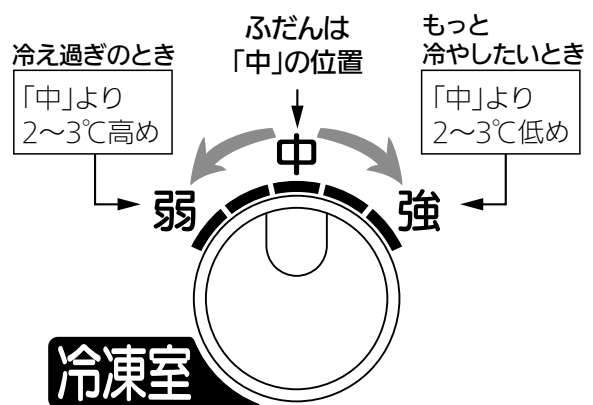 冷え過ぎのとき
「中」より
2〜3℃高め
ふだんは
「中」の位置
もっと
冷やしたいとき
「中」より
2〜3℃低め
弱
中
強
冷凍室